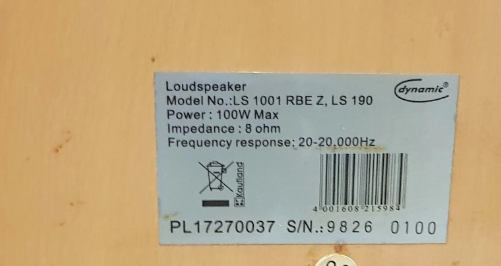 Loudspeaker
dynamic®
Model No.:LS 1001 RBE Z, LS 190
Power : 100W Max
Impedance : 8 ohm
Frequency response: 20-20,000Hz
Kaufland
4 001608 215984
PL17270037 S/N.:9826 0100